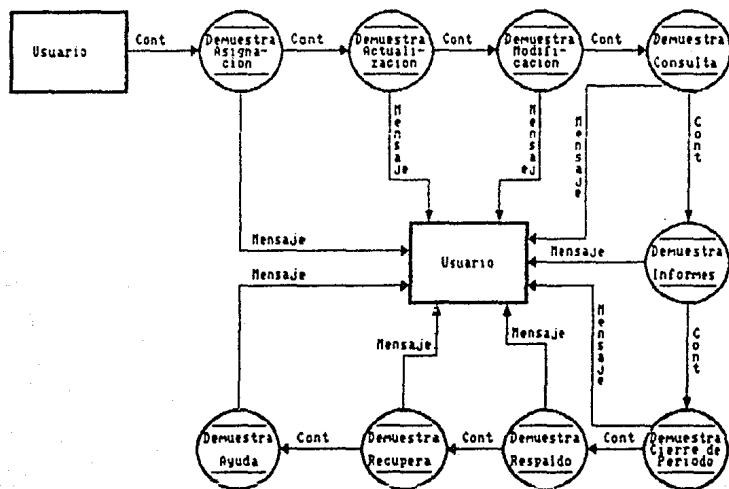 Usuario
Cont
Demuestra
Asigna-
ción
Cont
Demuestra
Actuali-
zacion
Cont
Demuestra
Modifi-
cacion
Cont
Demuestra
Consulta
Mensaje
Mensaje
Mensaje
Cont
Mensaje
Usuario
Mensaje
Demuestra
Informes
Mensaje
Mensaje
Mensaje
Mensaje
Cont
Demuestra
Ayuda
Cont
Demuestra
Recupera
Cont
Demuestra
Respaldo
Cont
Demuestra
Cierre de
Periodo